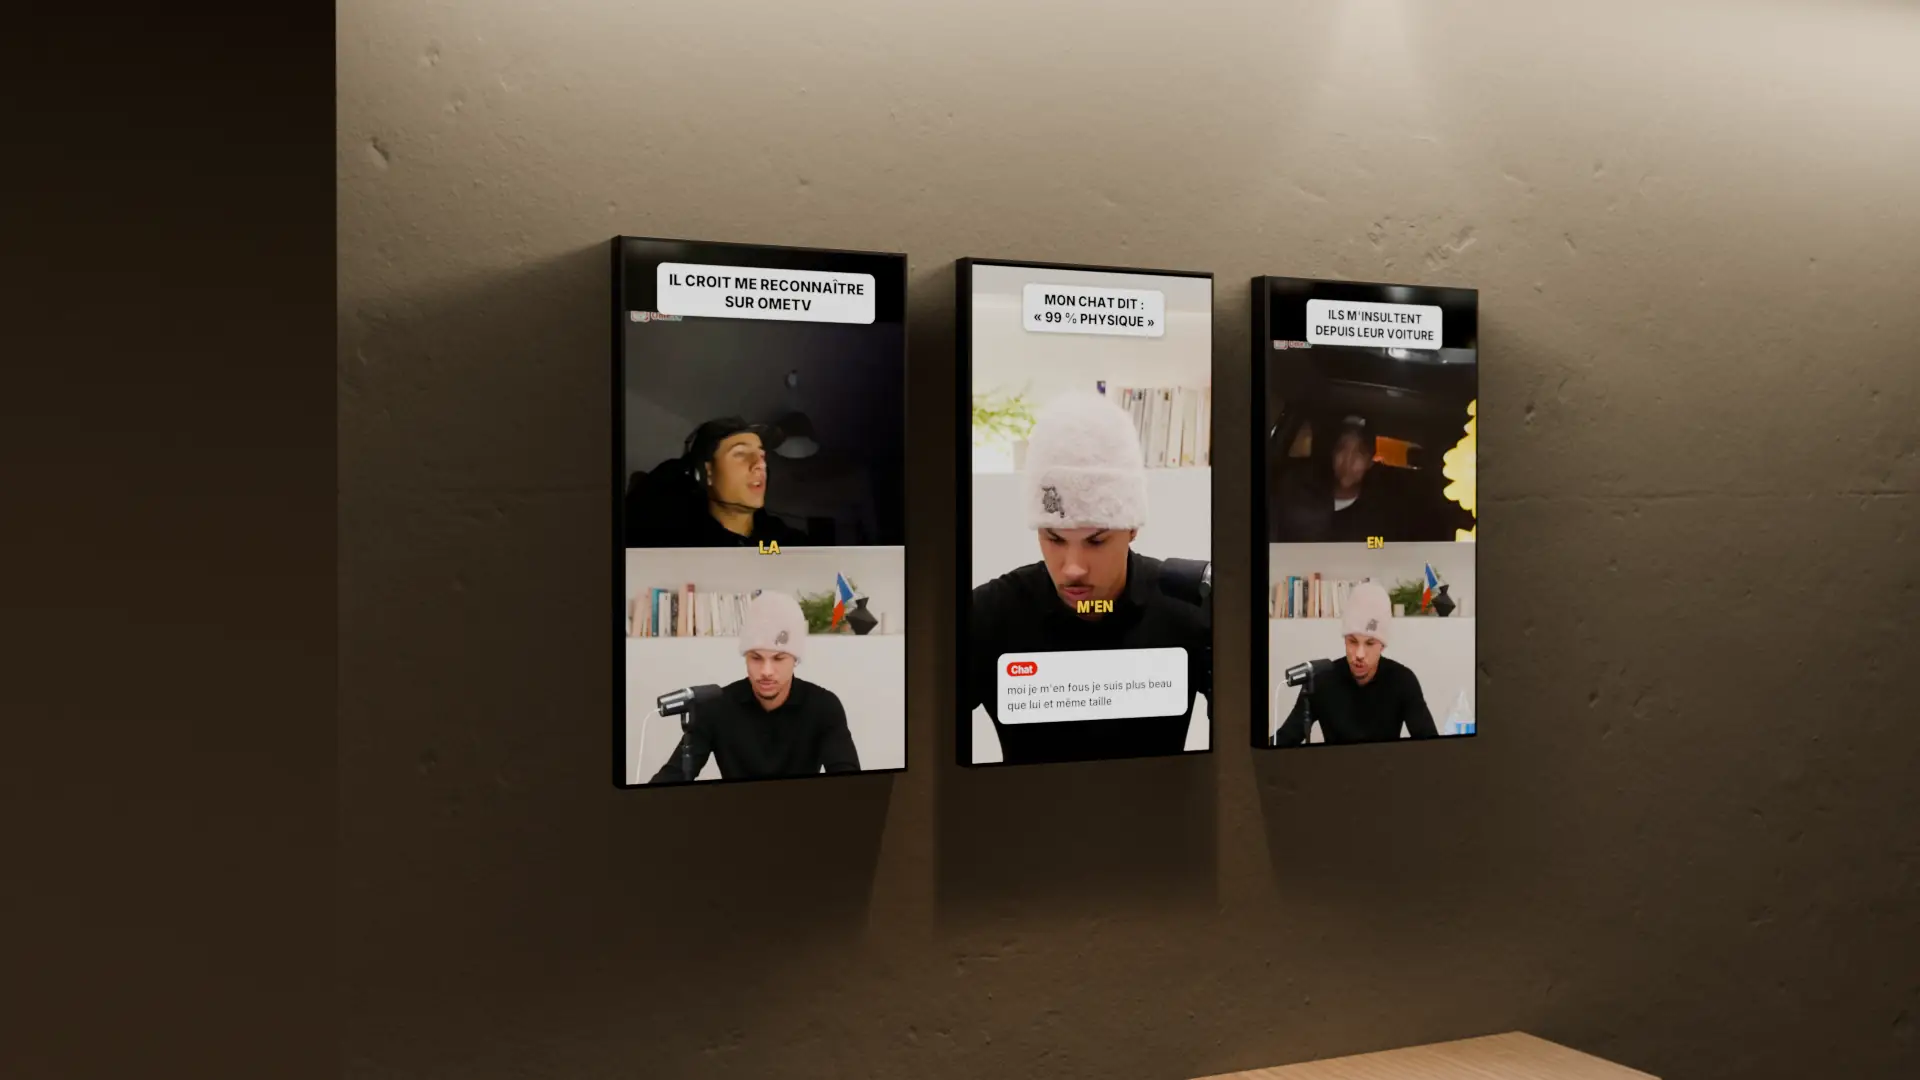 IL CROIT ME RECONNAÎTRE
SUR OMETV
LA
MON CHAT DIT :
« 99 % PHYSIQUE »
M'EN
Chat
moi je m'en fous je suis plus beau
que lui et même taille
ILS M'INSULTENT
DEPUIS LEUR VOITURE
EN